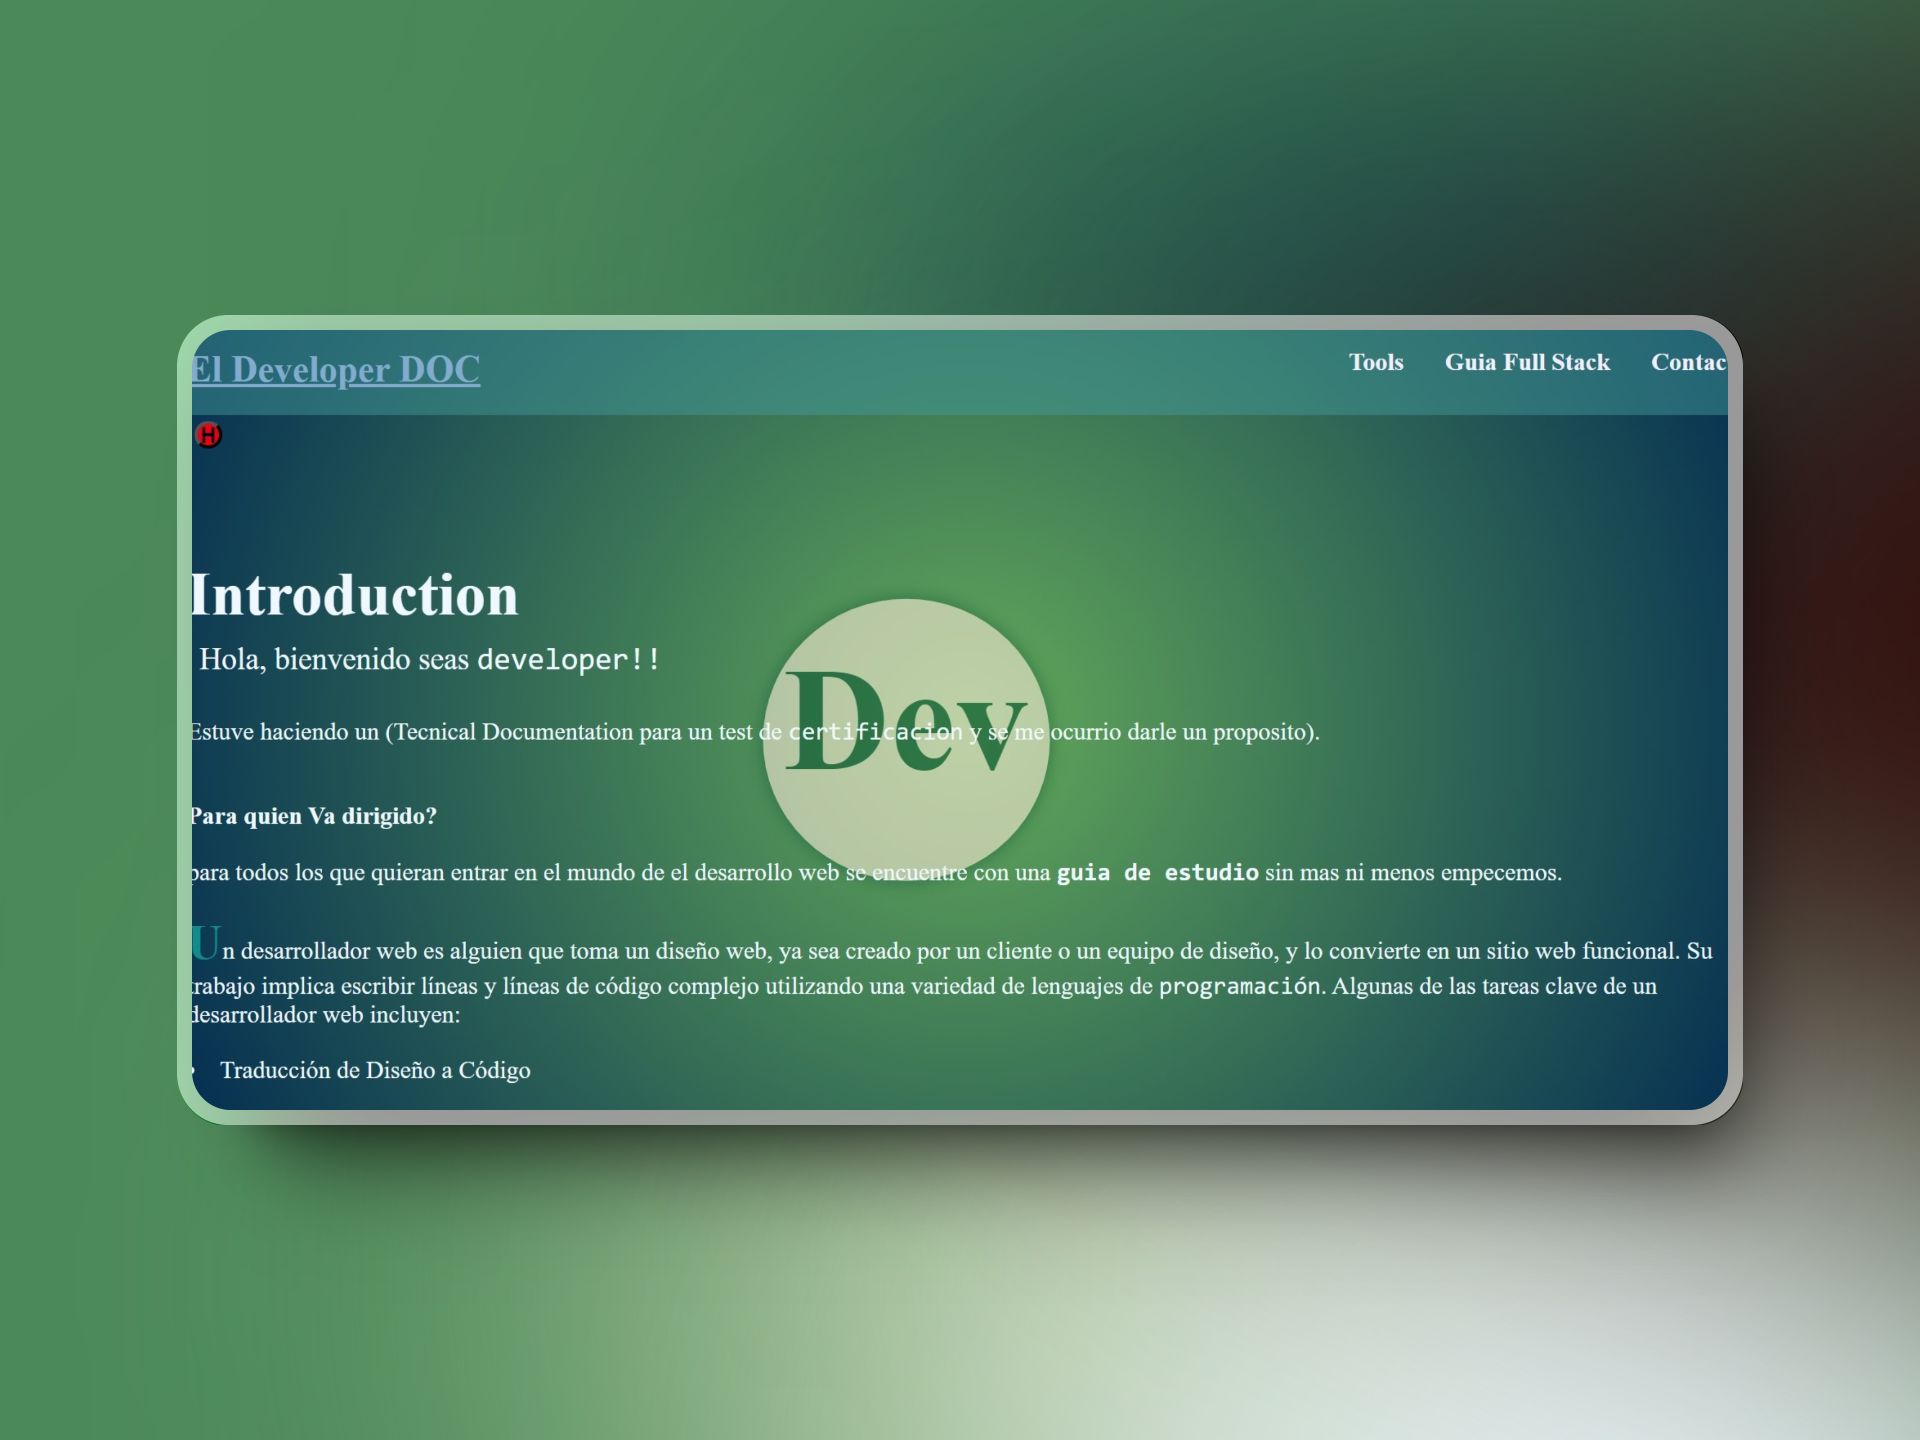 El Developer DOC
Tools Guia Full Stack Contac
H
Introduction
Hola, bienvenido seas developer!!
Dev
Estuve haciendo un (Tecnical Documentation para un test de certificacion y se me ocurrio darle un proposito).
Para quien Va dirigido?
para todos los que quieran entrar en el mundo de el desarrollo web se encuentre con una guia de estudio sin mas ni menos empecemos.
Un desarrollador web es alguien que toma un diseño web, ya sea creado por un cliente o un equipo de diseño, y lo convierte en un sitio web funcional. Su
trabajo implica escribir líneas y líneas de código complejo utilizando una variedad de lenguajes de programación. Algunas de las tareas clave de un
desarrollador web incluyen:
• Traducción de Diseño a Código